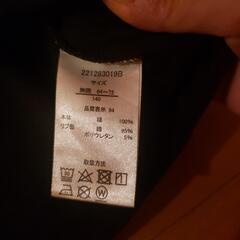 221283019B
サイズ
胸囲 64〜72
140
品質表示 94
本体 綿 100%
リブ部 綿 95%
ポリウレタン 5%
取扱方法